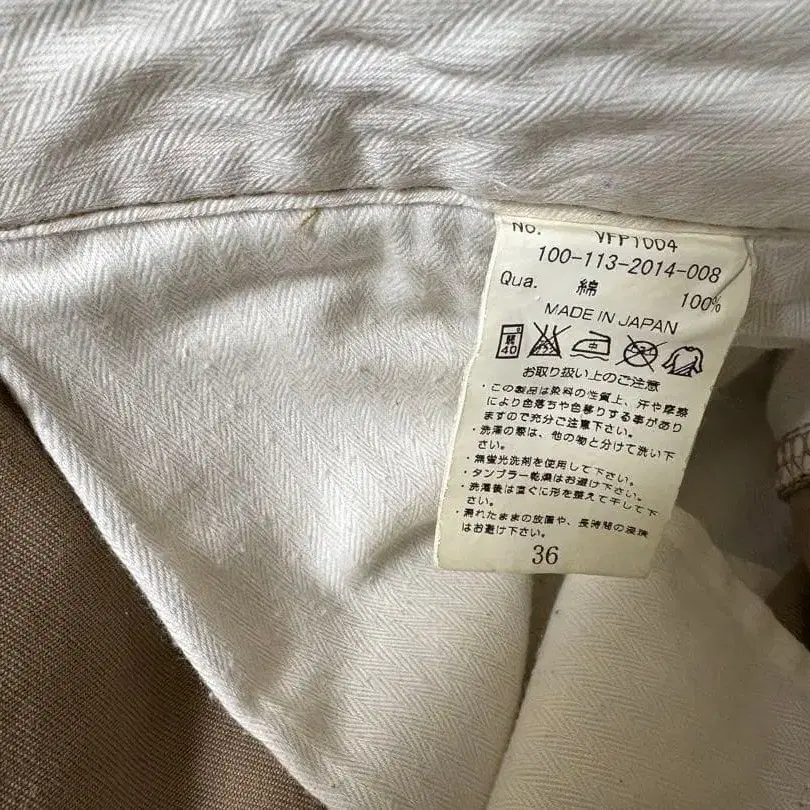 No. VFP1004
100-113-2014-008
Qua. 綿 100%
MADE IN JAPAN
40 中
お取り扱い上のご注意
・この製品は染料の性質上、汗や摩擦
により色落ちや色移りする事があり
ますので充分ご注意下さい。
・洗濯の際は、他の物と分けて洗い下
さい。
・無蛍光洗剤を使用して下さい。
・タンブラー乾燥はお避け下さい。
・洗濯後は直ぐに形を整えて干して下
さい。
・濡れたままの放置や、長時間の浸漬
はお避け下さい。
36